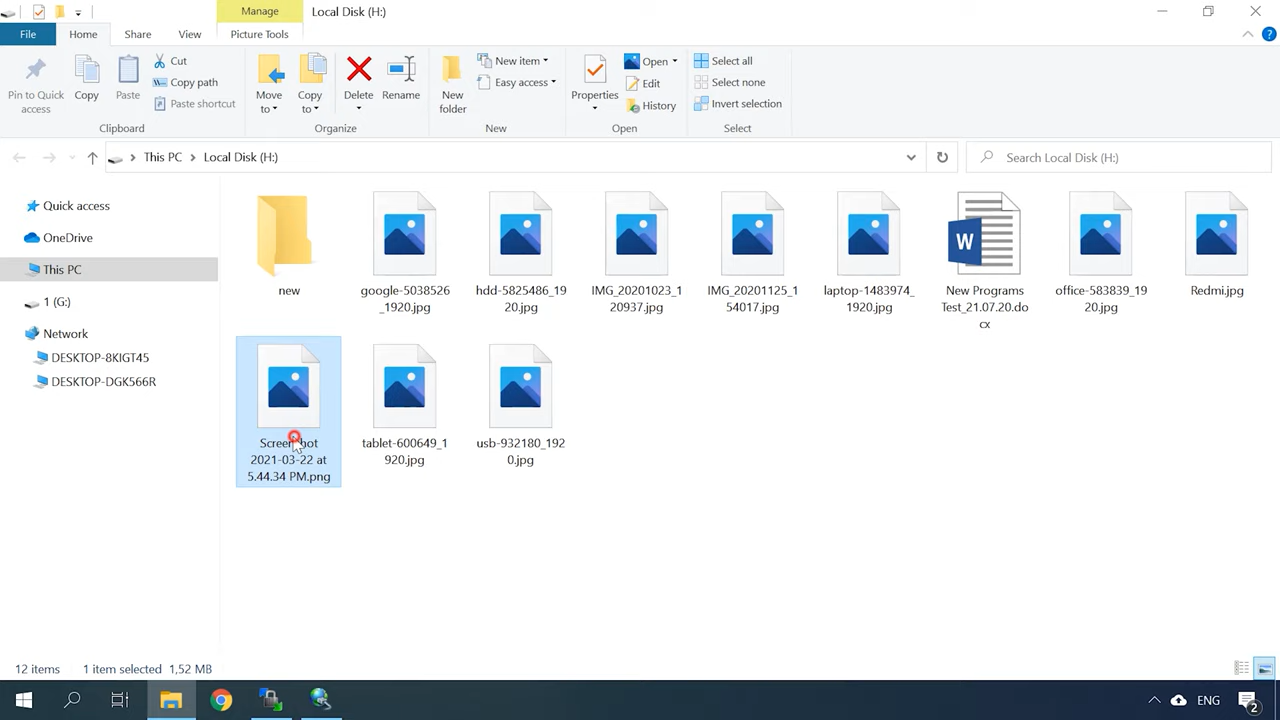 Manage
Local Disk (H:)
File
Home
Share
View
Picture Tools
Pin to Quick
access
Copy
Paste
Cut
Copy path
Paste shortcut
Clipboard
Move
to
Copy
to
Delete
Rename
Organize
New
folder
New item
Easy access
New
Properties
Open
Edit
History
Open
Select all
Select none
Invert selection
Select
This PC
Local Disk (H:)
Search Local Disk (H:)
Quick access
OneDrive
This PC
1 (G:)
Network
DESKTOP-8KIGT45
DESKTOP-DGK566R
new
google-5038526
_1920.jpg
hdd-5825486_19
20.jpg
IMG_20201023_1
20937.jpg
IMG_20201125_1
54017.jpg
laptop-1483974_
1920.jpg
W
New Programs
Test_21.07.20.do
cx
office-583839_19
20.jpg
Redmi.jpg
Screenshot
2021-03-22 at
5.44.34 PM.png
tablet-600649_1
920.jpg
usb-932180_192
0.jpg
12 items
1 item selected
1,52 MB
ENG
2